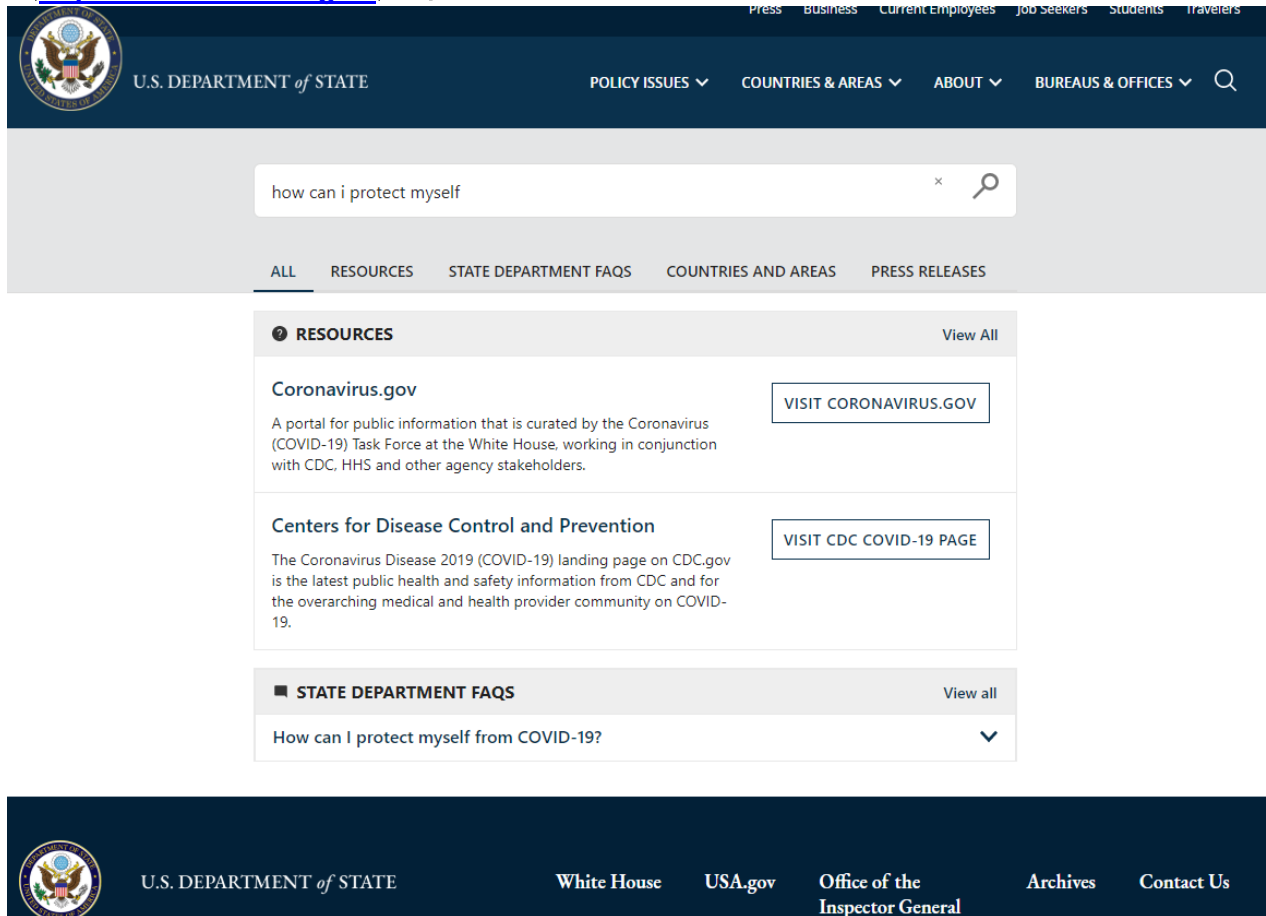 Press Business Current Employees Job Seekers Students Travelers
U.S. DEPARTMENT of STATE
POLICY ISSUES COUNTRIES & AREAS ABOUT BUREAUS & OFFICES
how can i protect myself ×
ALL RESOURCES STATE DEPARTMENT FAQS COUNTRIES AND AREAS PRESS RELEASES
RESOURCES View All
Coronavirus.gov
VISIT CORONAVIRUS.GOV
A portal for public information that is curated by the Coronavirus
(COVID-19) Task Force at the White House, working in conjunction
with CDC, HHS and other agency stakeholders.
Centers for Disease Control and Prevention
VISIT CDC COVID-19 PAGE
The Coronavirus Disease 2019 (COVID-19) landing page on CDC.gov
is the latest public health and safety information from CDC and for
the overarching medical and health provider community on COVID-
19.
STATE DEPARTMENT FAQS View all
How can I protect myself from COVID-19?
DEPARTMENT OF STATE
UNITED STATES OF AMERICA
U.S. DEPARTMENT of STATE
White House USA.gov Office of the Archives Contact Us
Inspector General